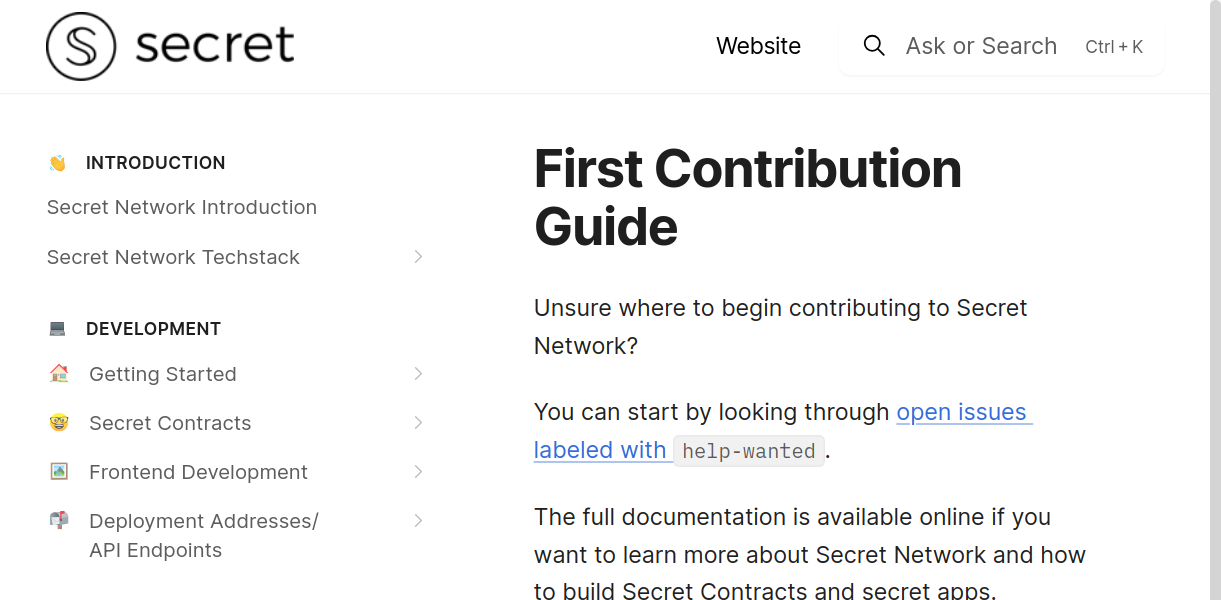 secret
Website
Ask or Search
Ctrl + K
INTRODUCTION
Secret Network Introduction
Secret Network Techstack
DEVELOPMENT
Getting Started
Secret Contracts
Frontend Development
Deployment Addresses/
API Endpoints
First Contribution
Guide
Unsure where to begin contributing to Secret
Network?
You can start by looking through open issues
labeled with help-wanted.
The full documentation is available online if you
want to learn more about Secret Network and how
to build Secret Contracts and secret apps.